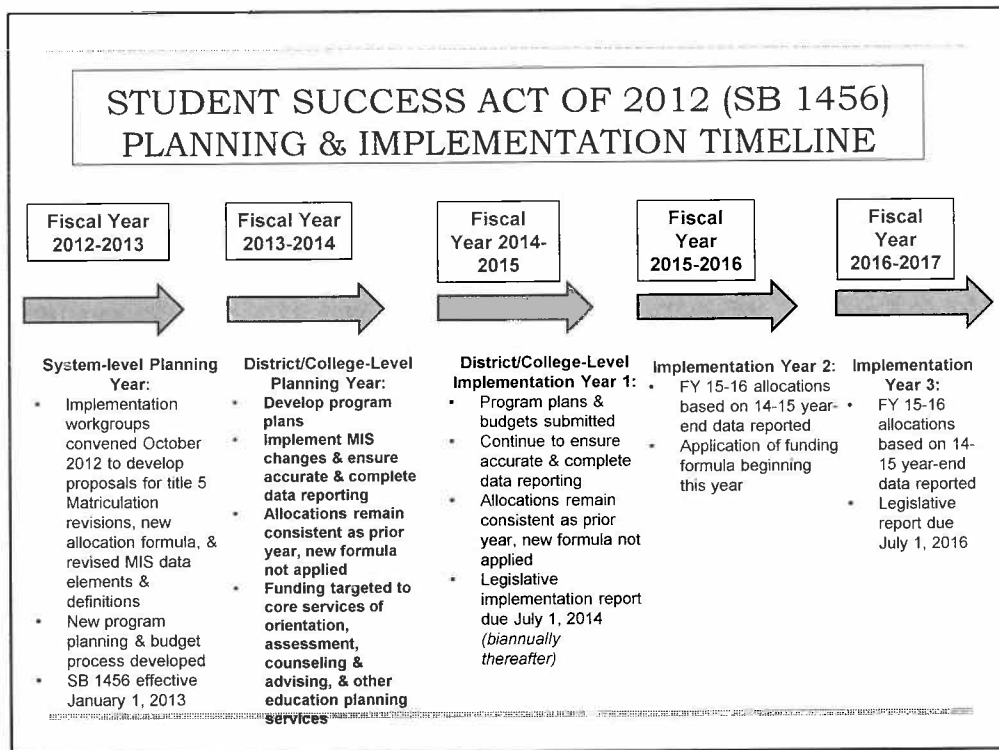 STUDENT SUCCESS ACT OF 2012 (SB 1456)
PLANNING & IMPLEMENTATION TIMELINE
Fiscal Year
2012-2013
System-level Planning
Year:
• Implementation
workgroups
convened October
2012 to develop
proposals for title 5
Matriculation
revisions, new
allocation formula, &
revised MIS data
elements &
definitions
• New program
planning & budget
process developed
• SB 1456 effective
January 1, 2013
Fiscal Year
2013-2014
District/College-Level
Planning Year:
• Develop program
plans
• Implement MIS
changes & ensure
accurate & complete
data reporting
• Allocations remain
consistent as prior
year, new formula
not applied
• Funding targeted to
core services of
orientation,
assessment,
counseling &
advising, & other
education planning
services
Fiscal
Year 2014-
2015
District/College-Level
Implementation Year 1:
• Program plans &
budgets submitted
• Continue to ensure
accurate & complete
data reporting
• Allocations remain
consistent as prior
year, new formula not
applied
• Legislative
implementation report
due July 1, 2014
(biannually
thereafter)
Fiscal
Year
2015-2016
Implementation Year 2:
• FY 15-16 allocations
based on 14-15 year-
end data reported
• Application of funding
formula beginning
this year
Fiscal
Year
2016-2017
Implementation
Year 3:
• FY 15-16
allocations
based on 14-
15 year-end
data reported
• Legislative
report due
July 1, 2016